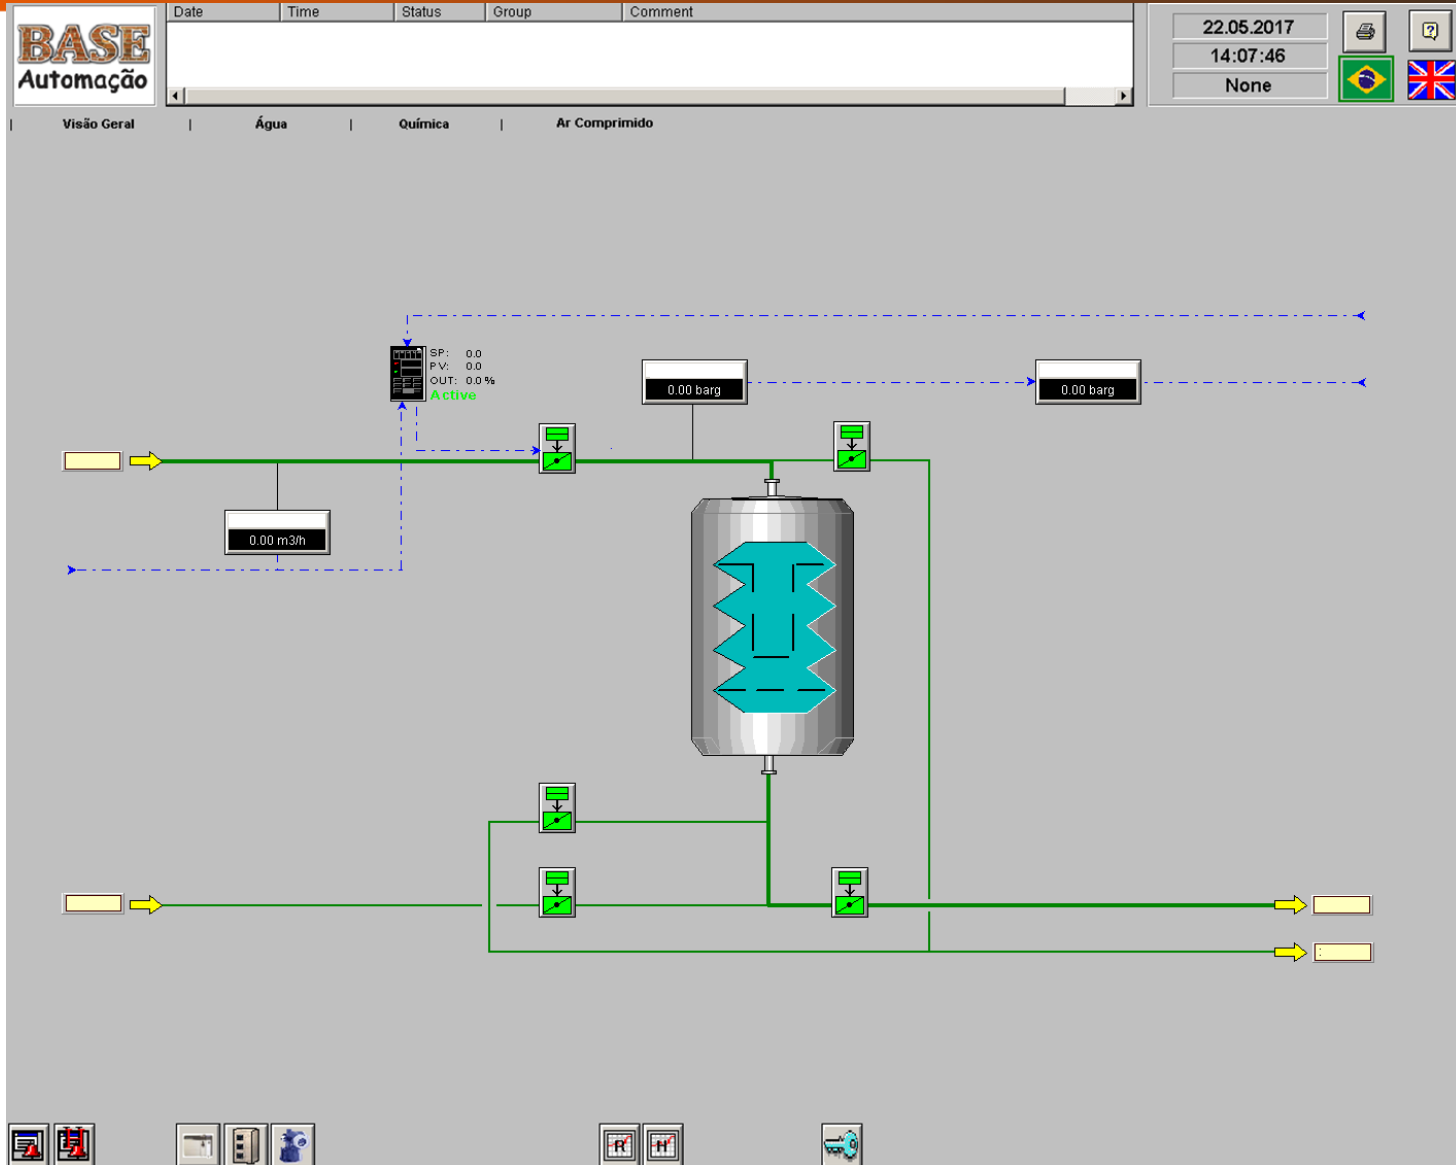 BASE
Automação
Date Time Status Group Comment
22.05.2017
14:07:46
None
| Visão Geral | Água | Química | Ar Comprimido
SP: 0.0
PV: 0.0
OUT: 0.0 %
Active
0.00 barg
0.00 barg
0.00 m3/h
:
R H